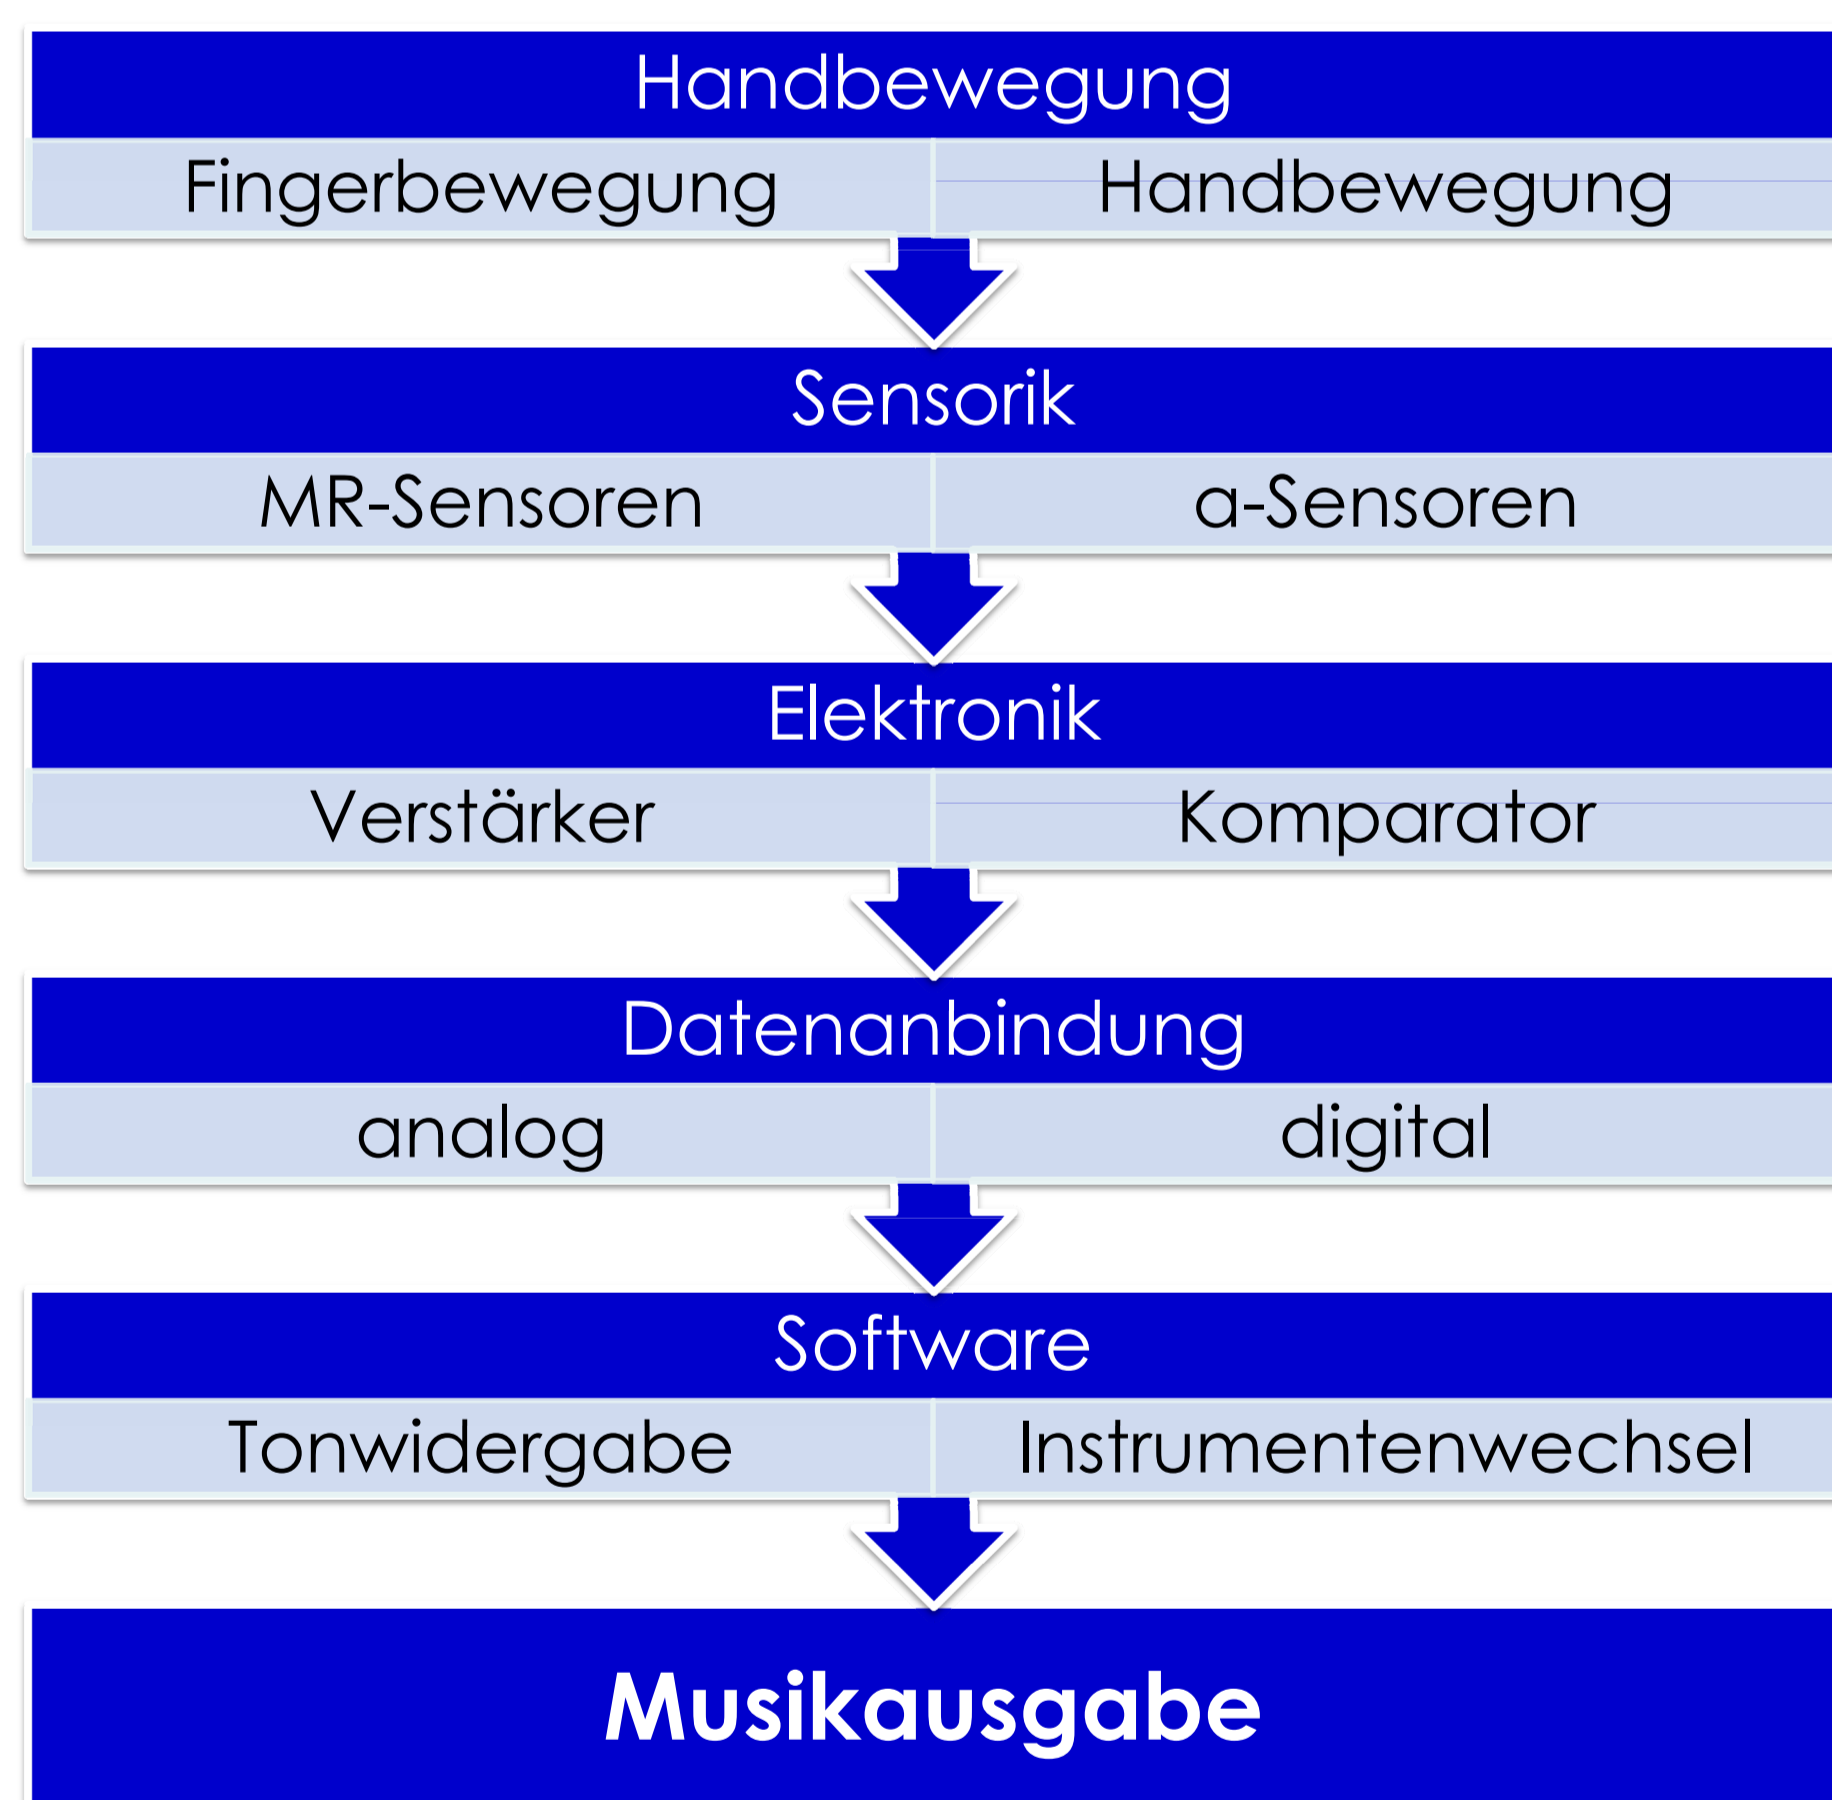 Handbewegung
Fingerbewegung Handbewegung
Sensorik
MR-Sensoren a-Sensoren
Elektronik
Verstärker Komparator
Datenanbindung
analog digital
Software
Tonwidergabe Instrumentenwechsel
Musikausgabe